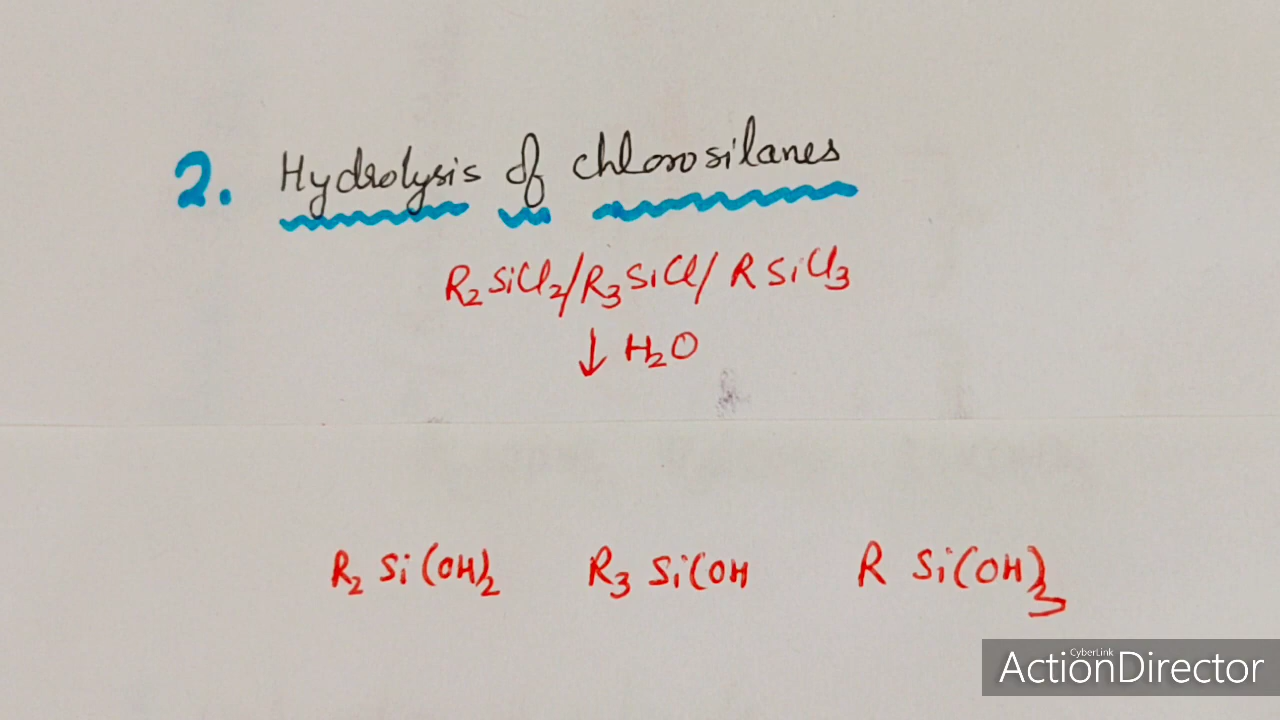 2. Hydrolysis of chlorosilanes
R₂SiCl₂/R₃SiCl/RSiCl₃
↓ H₂O
R₂ Si(OH)₂ R₃ Si(OH R Si(OH)₃
CyberLink
ActionDirector